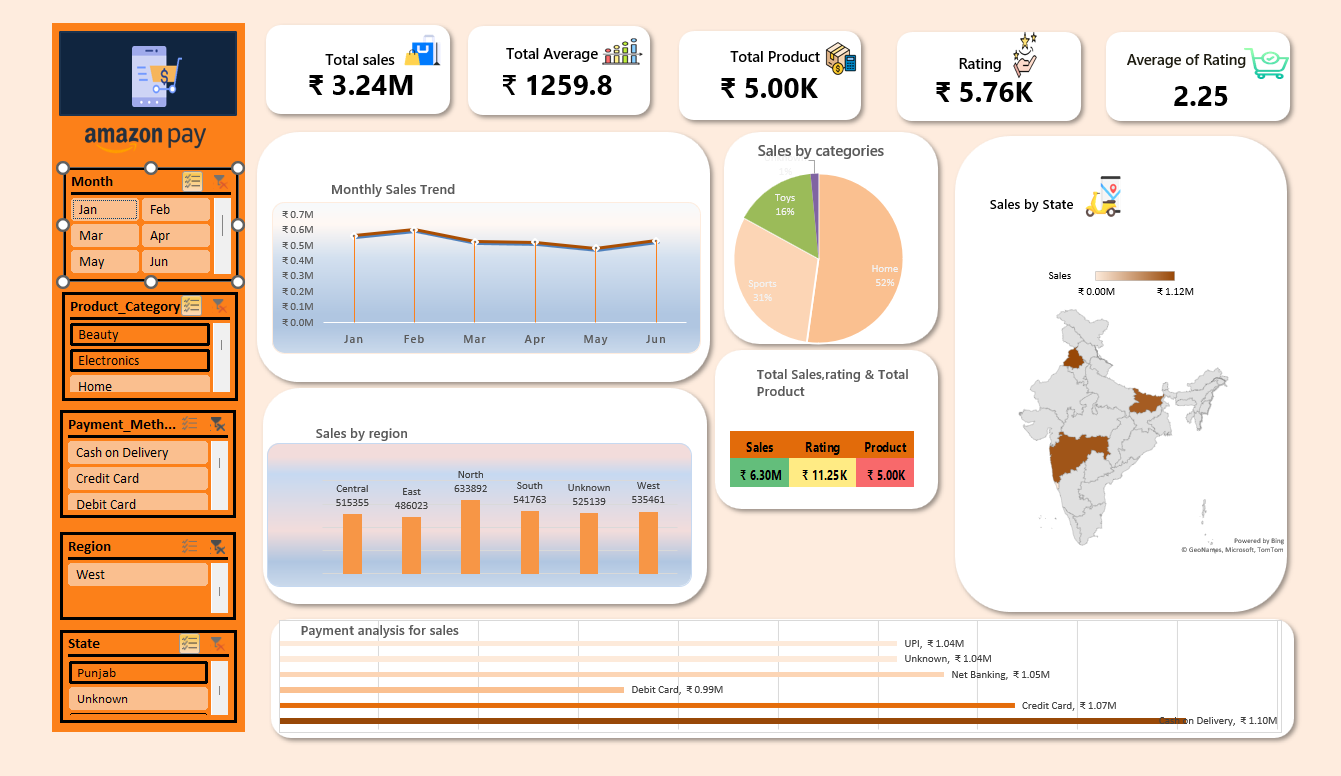 amazon pay
Month
Jan Feb
Mar Apr
May Jun
Product_Category
Beauty
Electronics
Home
Payment_Meth...
Cash on Delivery
Credit Card
Debit Card
Region
West
State
Punjab
Unknown
Total sales
₹ 3.24M
Total Average
₹ 1259.8
Total Product
₹ 5.00K
Rating
₹ 5.76K
Average of Rating
2.25
Monthly Sales Trend
₹ 0.7M
₹ 0.6M
₹ 0.5M
₹ 0.4M
₹ 0.3M
₹ 0.2M
₹ 0.1M
₹ 0.0M
Jan Feb Mar Apr May Jun
Sales by categories
1%
Toys
16%
Sports
31%
Home
52%
Sales by State
Sales
₹ 0.00M ₹ 1.12M
Powered by Bing
© GeoNames, Microsoft, TomTom
Sales by region
Central
515355
East
486023
North
633892
South
541763
Unknown
525139
West
535461
Total Sales,rating & Total
Product
Sales Rating Product
₹ 6.30M ₹ 11.25K ₹ 5.00K
Payment analysis for sales
UPI, ₹ 1.04M
Unknown, ₹ 1.04M
Net Banking, ₹ 1.05M
Debit Card, ₹ 0.99M
Credit Card, ₹ 1.07M
Cash on Delivery, ₹ 1.10M